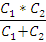 C₁ * C₂
C₁ + C₂